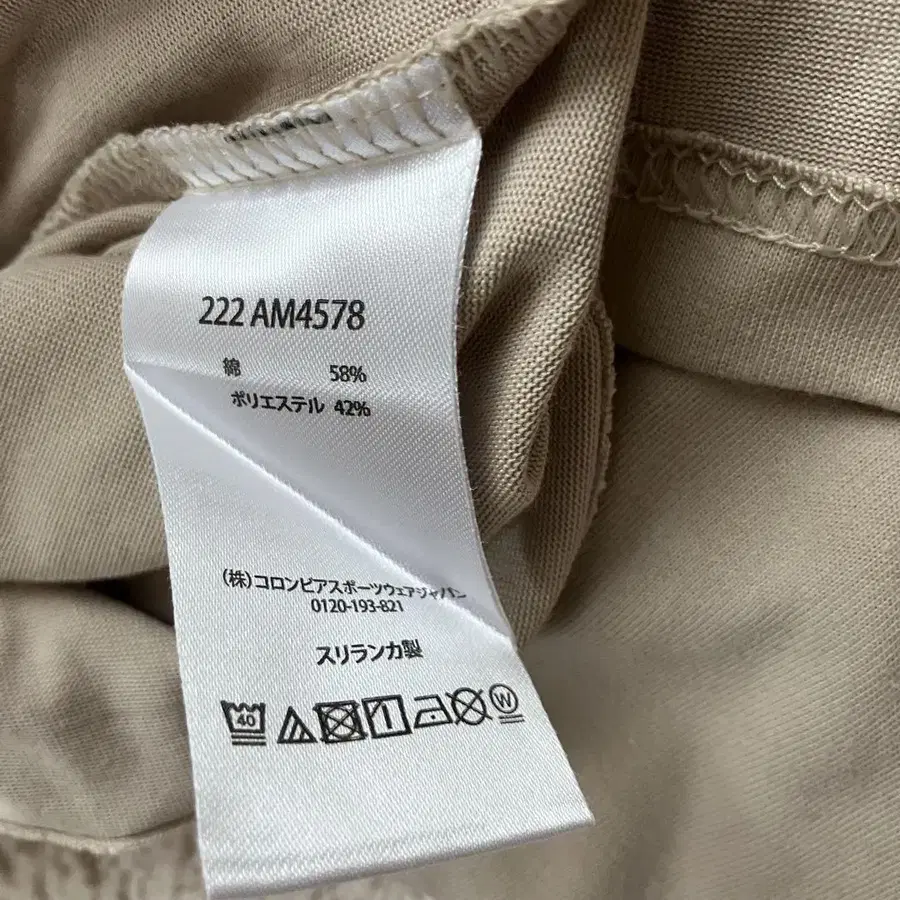 222 AM4578
綿 58%
ポリエステル 42%
(株)コロンビアスポーツウェアジャパン
0120-193-821
スリランカ製
40
W